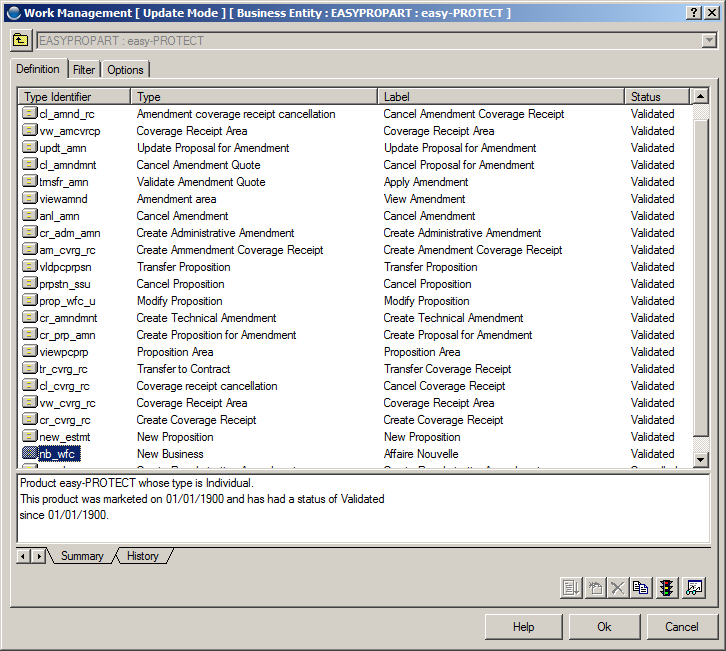 Work Management [ Update Mode ] [ Business Entity : EASYPROPART : easy-PROTECT ]
EASYPROPART : easy-PROTECT
Definition Filter Options
Type Identifier Type Label Status
cl_amnd_rc Amendment coverage receipt cancellation Cancel Amendment Coverage Receipt Validated
vw_amcvrcp Coverage Receipt Area Coverage Receipt Area Validated
updt_amn Update Proposal for Amendment Update Proposal for Amendment Validated
cl_amndmnt Cancel Amendment Quote Cancel Proposal for Amendment Validated
trnsfr_amn Validate Amendment Quote Apply Amendment Validated
viewamnd Amendment area View Amendment Validated
anl_amn Cancel Amendment Cancel Amendment Validated
cr_adm_amn Create Administrative Amendment Create Administrative Amendment Validated
am_cvrg_rc Create Ammendment Coverage Receipt Create Amendment Coverage Receipt Validated
vldpcprpsn Transfer Proposition Transfer Proposition Validated
prpstn_ssu Cancel Proposition Cancel Proposition Validated
prop_wfc_u Modify Proposition Modify Proposition Validated
cr_amndmnt Create Technical Amendment Create Technical Amendment Validated
cr_prp_amn Create Proposition for Amendment Create Proposal for Amendment Validated
viewpcprp Proposition Area Proposition Area Validated
tr_cvrg_rc Transfer to Contract Transfer Coverage Receipt Validated
cl_cvrg_rc Coverage receipt cancellation Cancel Coverage Receipt Validated
vw_cvrg_rc Coverage Receipt Area Coverage Receipt Area Validated
cr_cvrg_rc Create Coverage Receipt Create Coverage Receipt Validated
new_estmt New Proposition New Proposition Validated
nb_wfc New Business Affaire Nouvelle Validated
Product easy-PROTECT whose type is Individual.
This product was marketed on 01/01/1900 and has had a status of Validated
since 01/01/1900.
Summary History
Help Ok Cancel